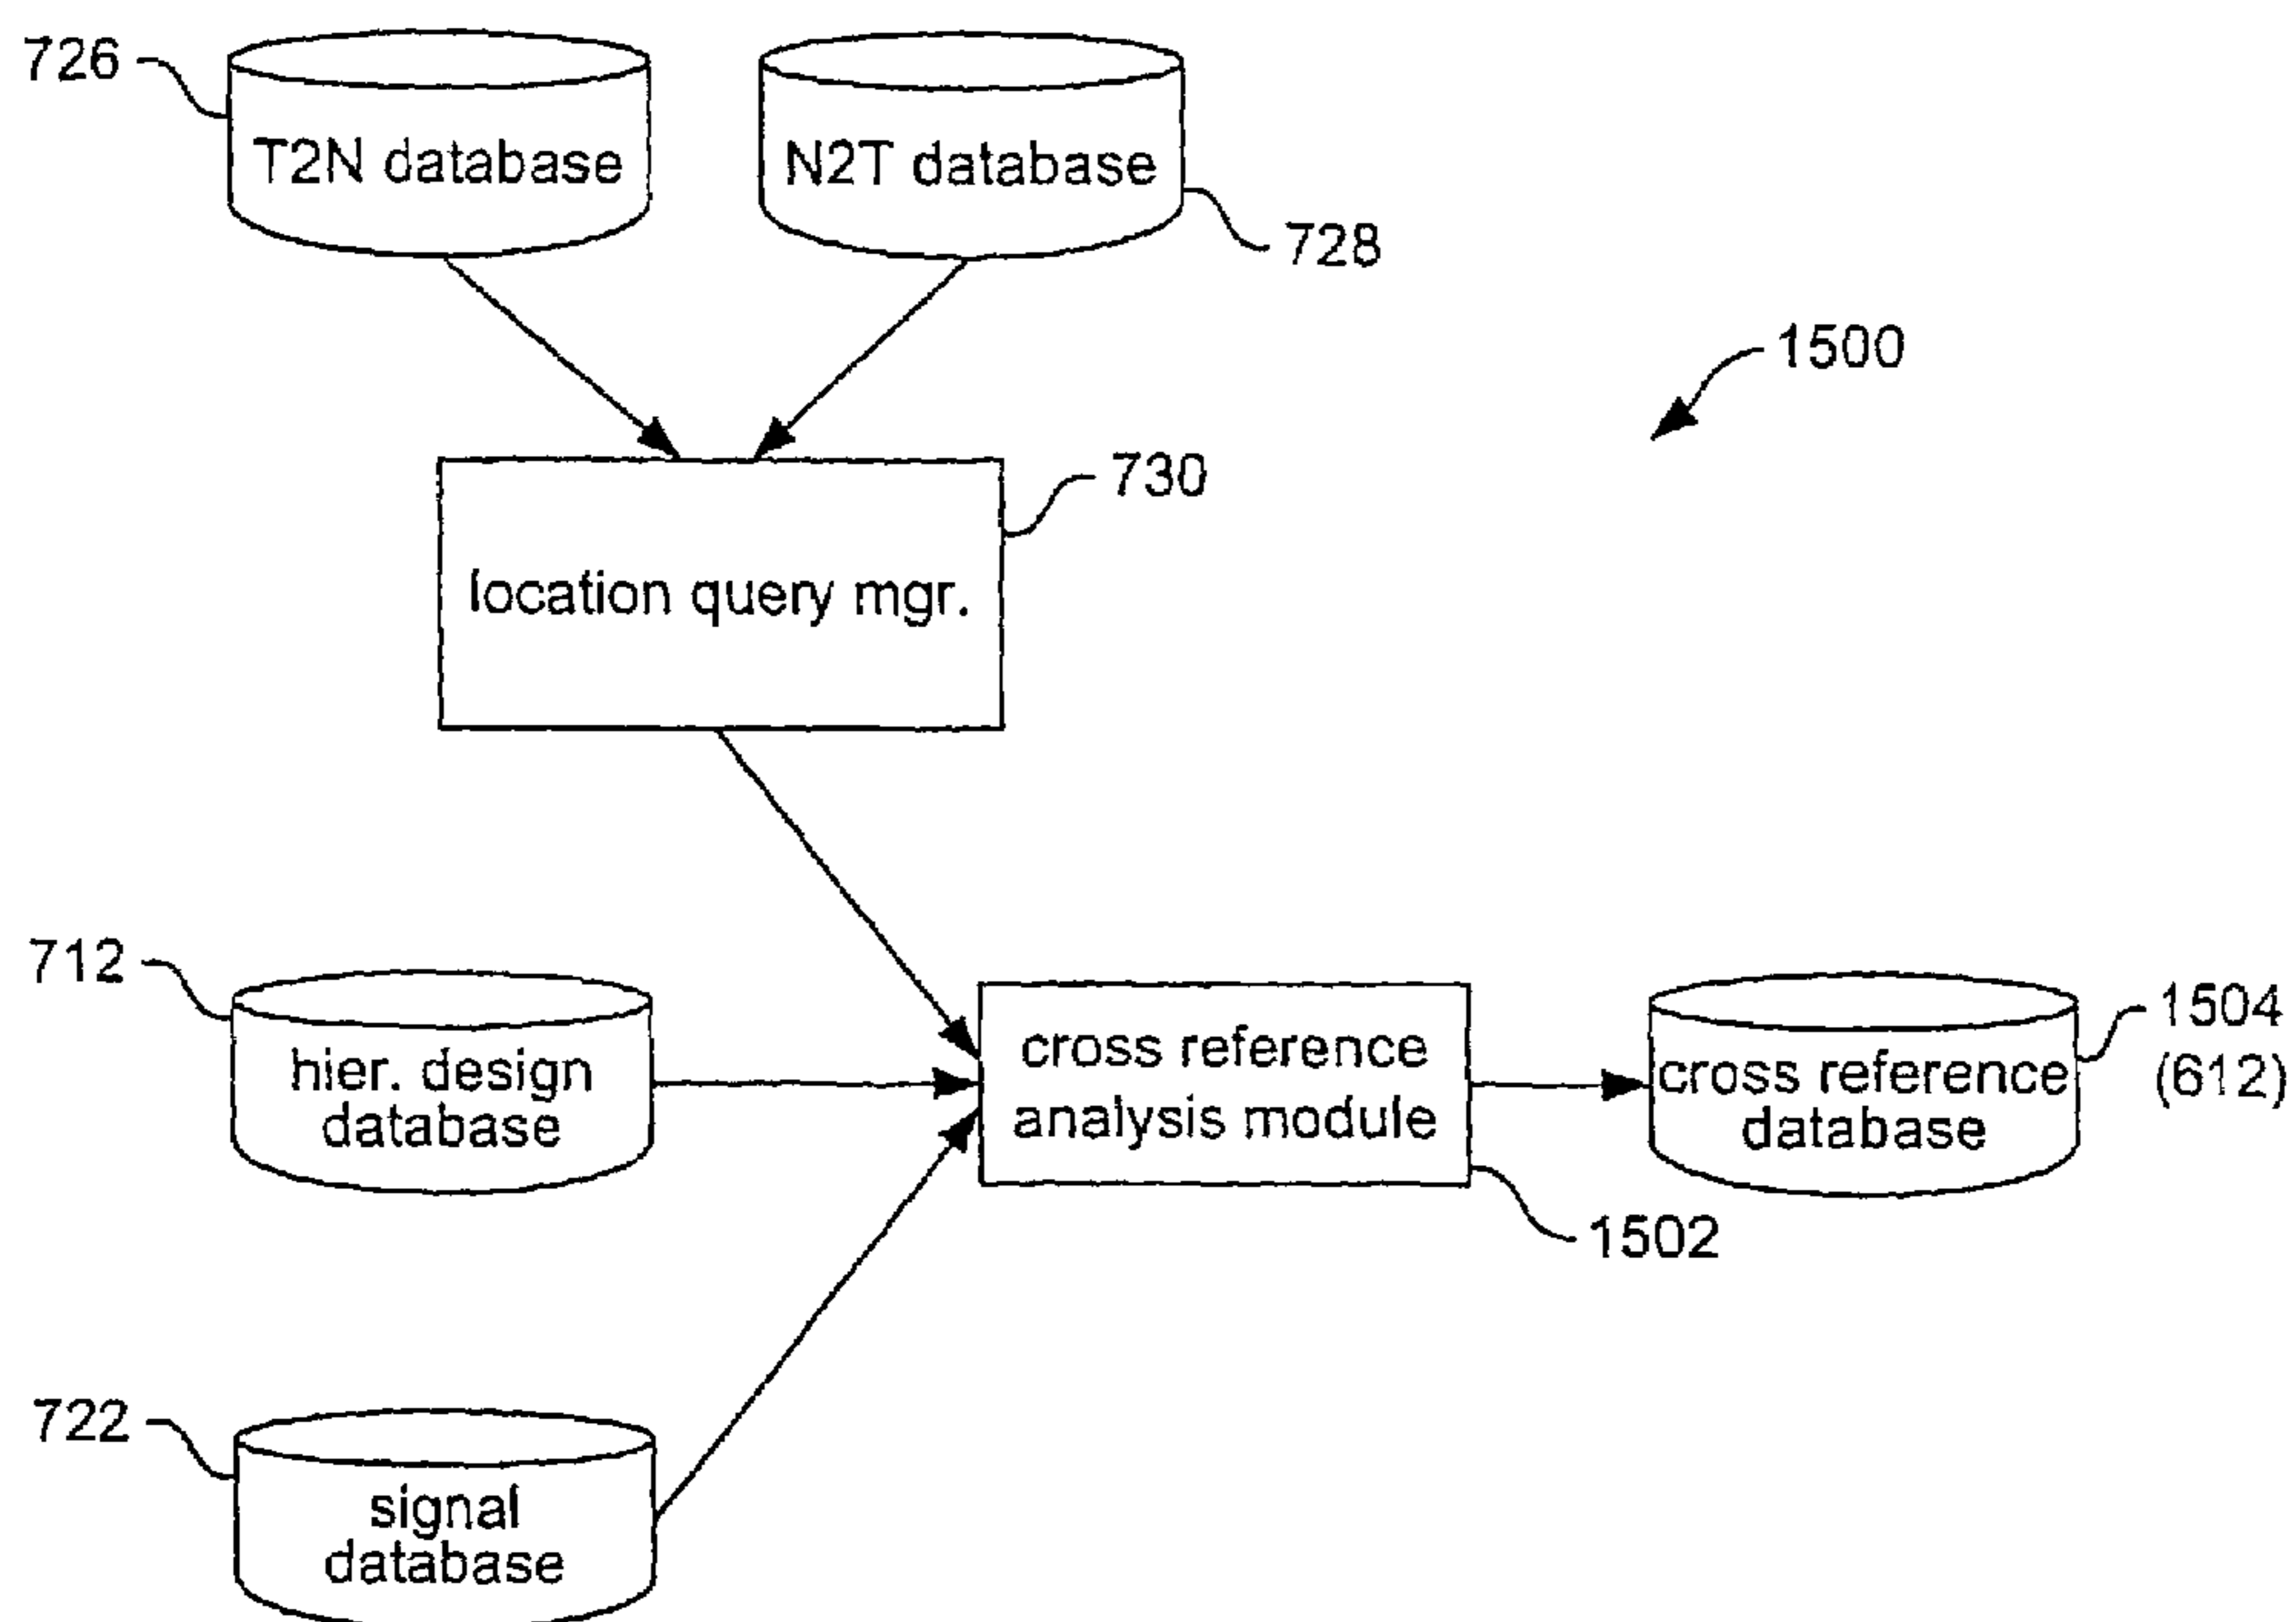 726
T2N database
N2T database
728
1500
730
location query mgr.
712
hier. design
database
cross reference
analysis module
1502
cross reference
database
1504
(612)
722
signal
database